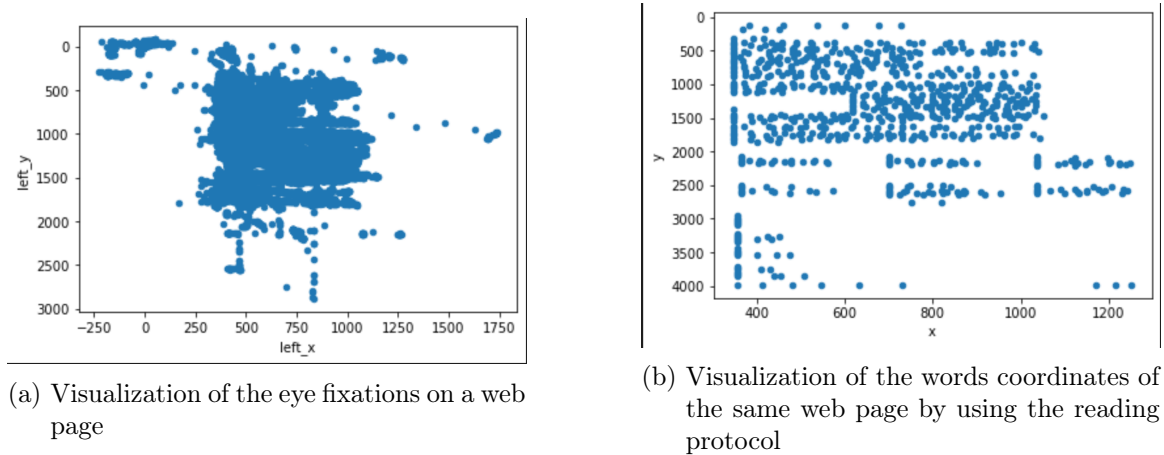 0
500
1000
1500
2000
2500
3000
left_y
−250 0 250 500 750 1000 1250 1500 1750
left_x
(a) Visualization of the eye fixations on a web
page
0
500
1000
1500
2000
2500
3000
3500
4000
y
400 600 800 1000 1200
x
(b) Visualization of the words coordinates of
the same web page by using the reading
protocol